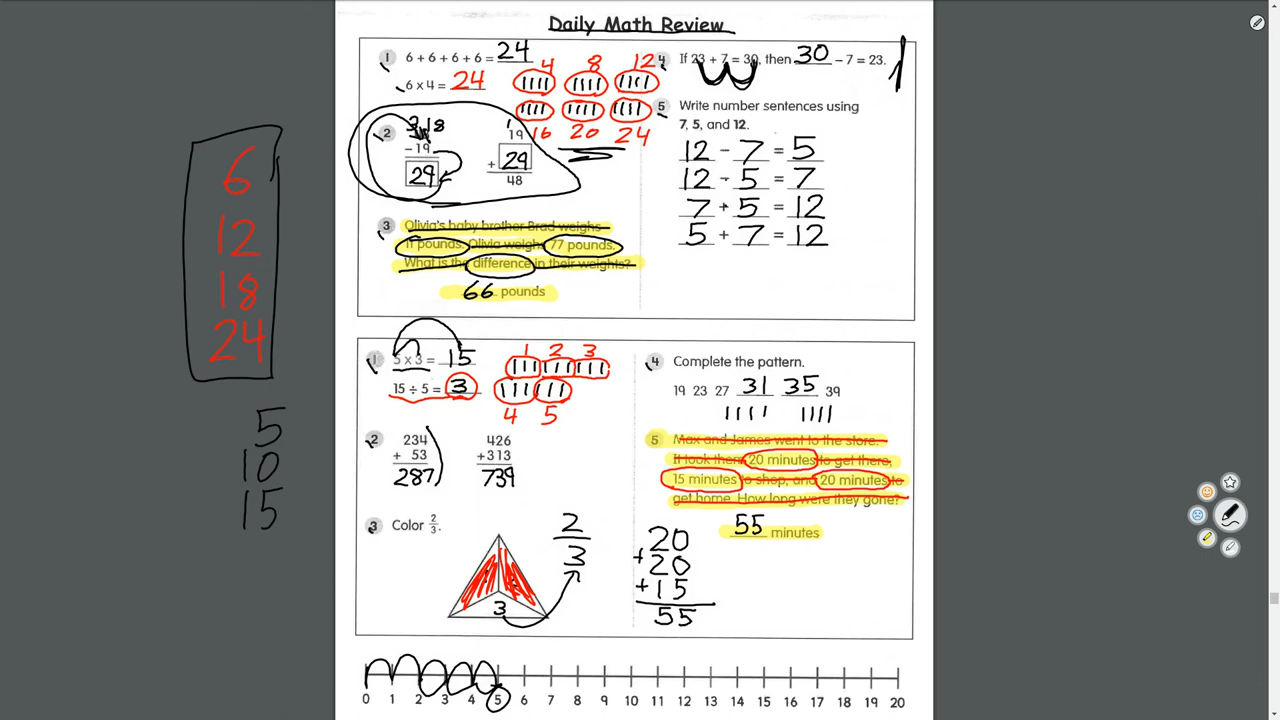 Daily Math Review
1 6 + 6 + 6 + 6 = 24
6 x 4 = 24
4 8 12
16 20 24
2
3 18
- 19
29
1
19
+ 29
48
3 Olivia's baby brother Brad weighs
11 pounds. Olivia weighs 77 pounds.
What is the difference in their weights?
66 pounds
4 If 23 + 7 = 30, then 30 - 7 = 23.
5 Write number sentences using
7, 5, and 12.
12 - 7 = 5
12 - 5 = 7
7 + 5 = 12
5 + 7 = 12
6
12
18
24
5
10
15
1 5 x 3 = 15
15 ÷ 5 = 3
1 2 3
4 5
2 234
+ 53
287
426
+313
739
3 Color 2/3.
2
3
3
4 Complete the pattern.
19 23 27 31 35 39
5 Max and James went to the store.
It took them 20 minutes to get there,
15 minutes to shop, and 20 minutes to
get home. How long were they gone?
55 minutes
20
+ 20
+ 15
55
0 1 2 3 4 5 6 7 8 9 10 11 12 13 14 15 16 17 18 19 20